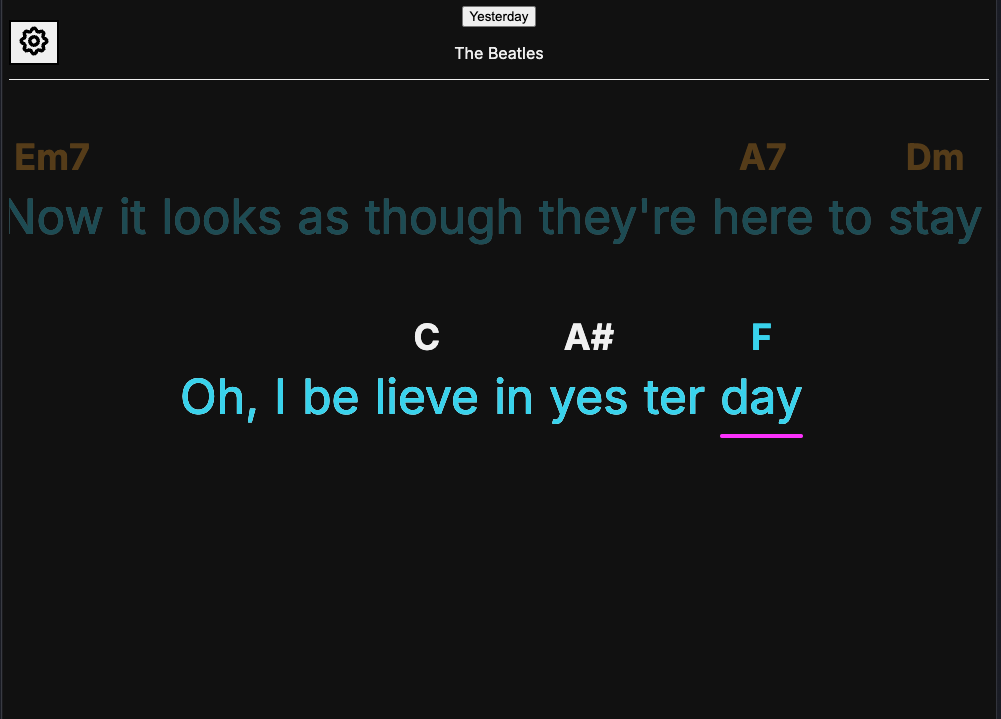 Yesterday
The Beatles
Em7 A7 Dm
Now it looks as though they're here to stay
C A# F
Oh, I be lieve in yes ter day